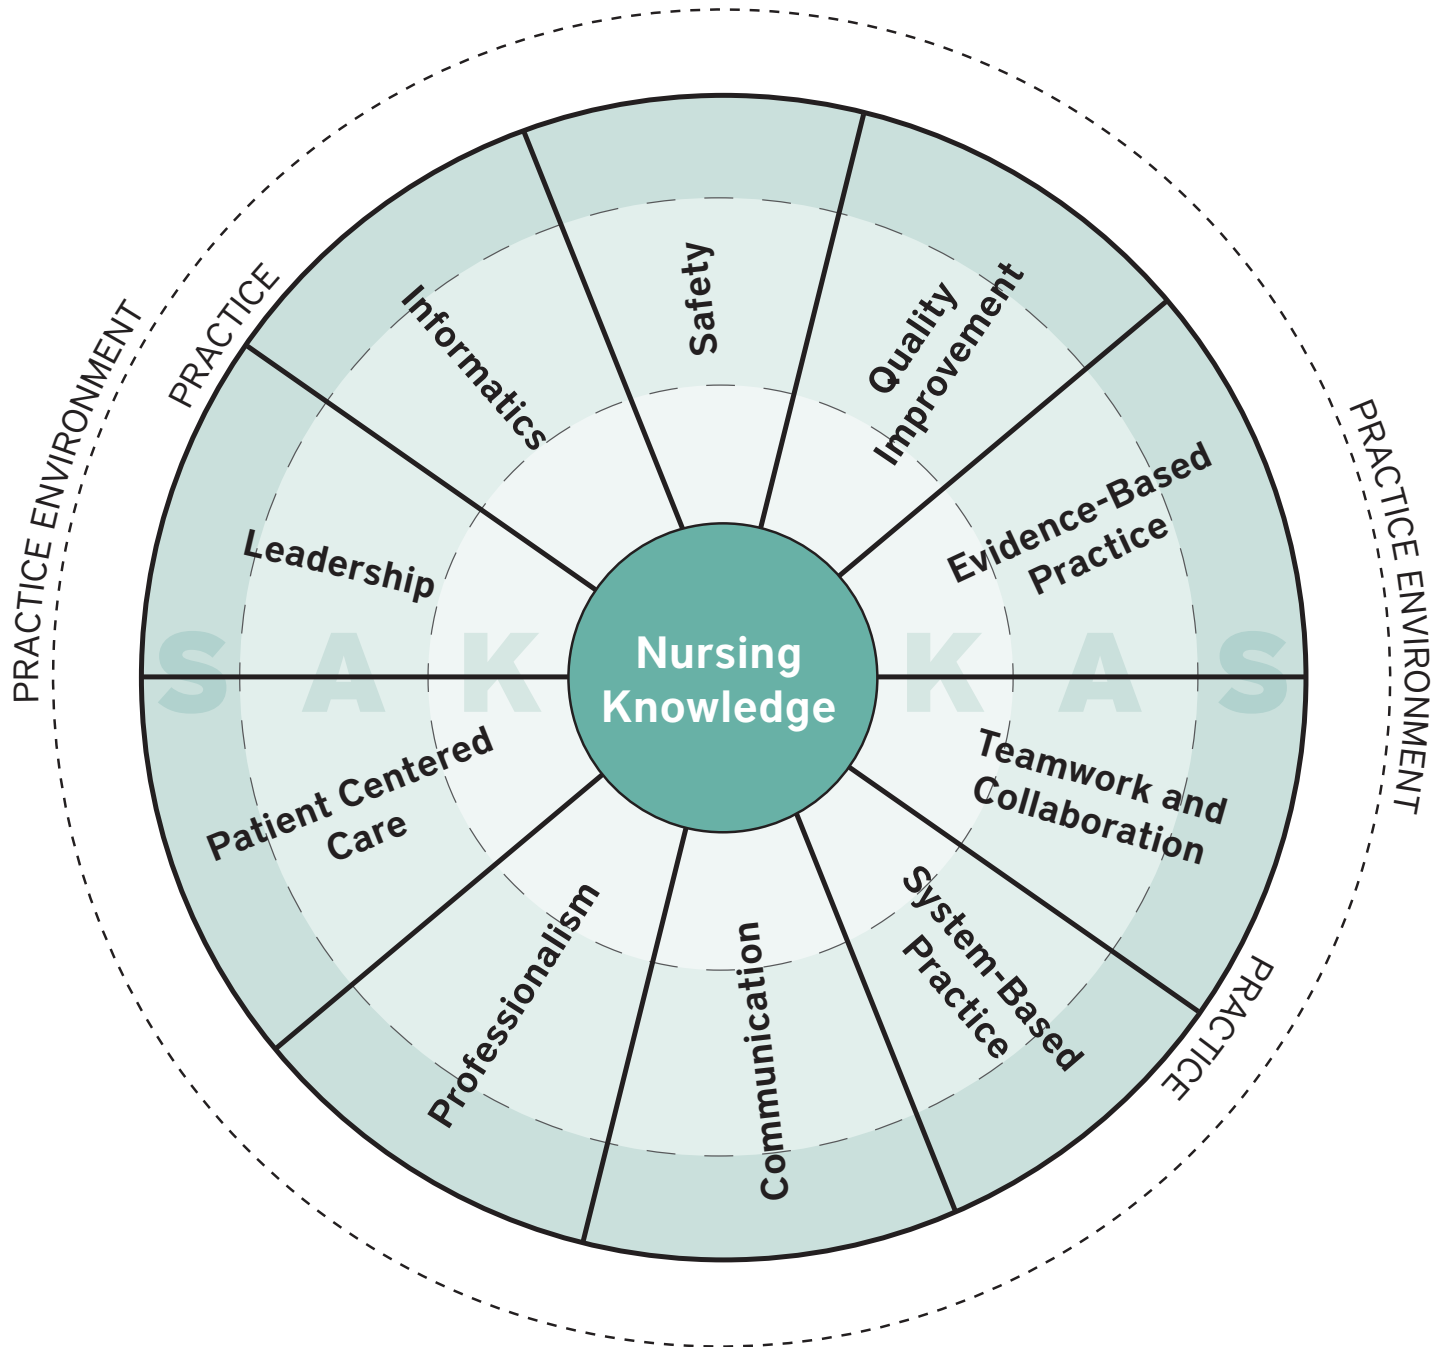 PRACTICE ENVIRONMENT
PRACTICE
Safety
Quality
Improvement
Evidence-Based
Practice
Teamwork and
Collaboration
System-Based
Practice
Communication
Professionalism
Patient Centered
Care
Leadership
Informatics
S A K
Nursing
Knowledge
K A S
PRACTICE ENVIRONMENT
PRACTICE